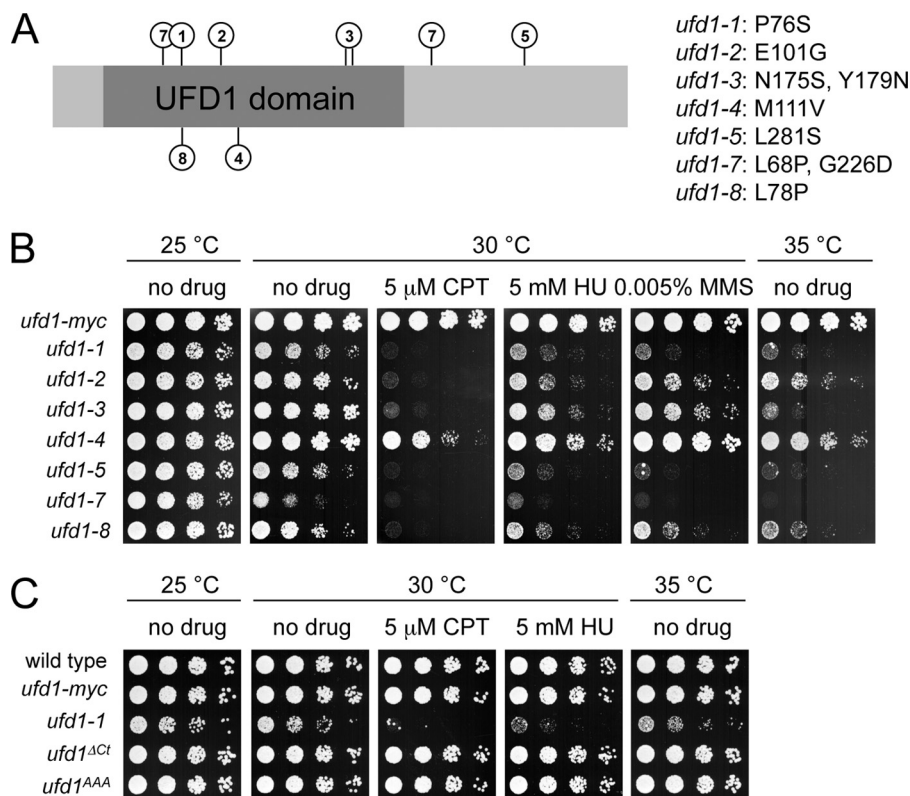 A
7 1 2 3 7 5
UFD1 domain
8 4
ufd1-1: P76S
ufd1-2: E101G
ufd1-3: N175S, Y179N
ufd1-4: M111V
ufd1-5: L281S
ufd1-7: L68P, G226D
ufd1-8: L78P
B
25 °C 30 °C 35 °C
no drug no drug 5 μM CPT 5 mM HU 0.005% MMS no drug
ufd1-myc
ufd1-1
ufd1-2
ufd1-3
ufd1-4
ufd1-5
ufd1-7
ufd1-8
C
25 °C 30 °C 35 °C
no drug no drug 5 μM CPT 5 mM HU no drug
wild type
ufd1-myc
ufd1-1
ufd1ΔCt
ufd1AAA